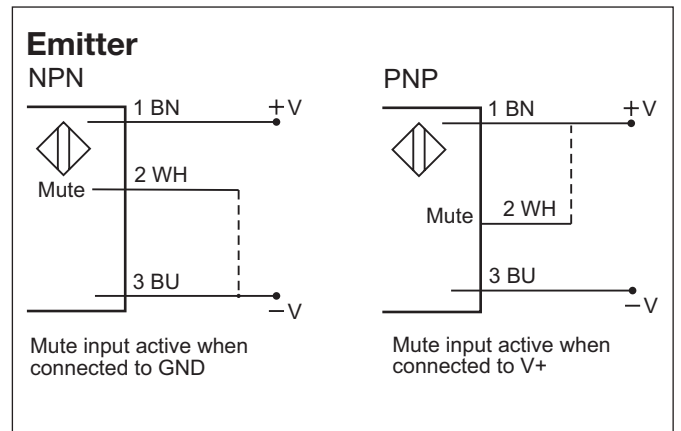 Emitter
NPN
1 BN
+V
2 WH
Mute
3 BU
−V
Mute input active when
connected to GND
PNP
1 BN
+V
Mute
2 WH
3 BU
−V
Mute input active when
connected to V+